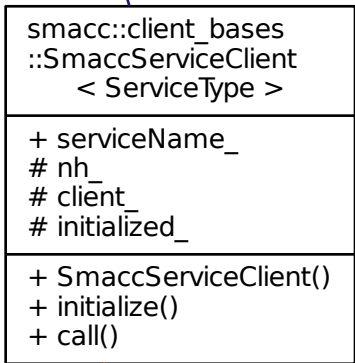 smacc::client_bases
::SmaccServiceClient
< ServiceType >
+ serviceName_
# nh_
# client_
# initialized_
+ SmaccServiceClient()
+ initialize()
+ call()